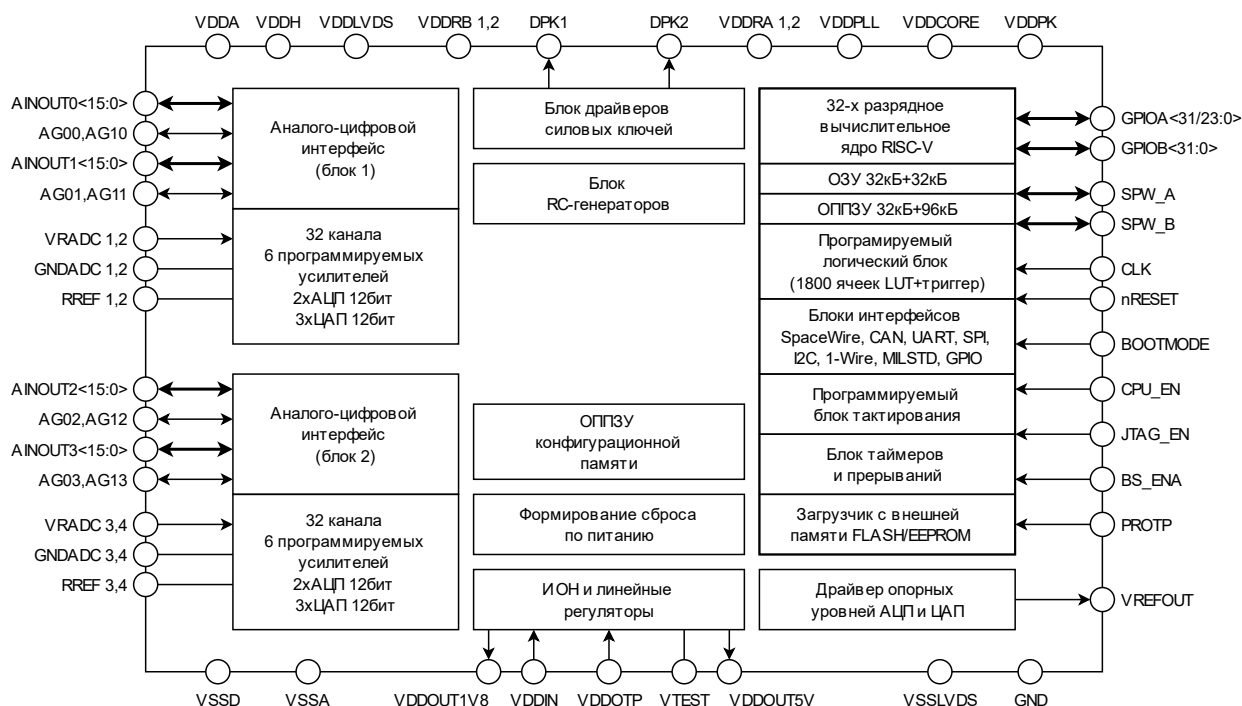 VDDA
VDDH
VDDLVDS
VDDRB 1,2
DPK1
DPK2
VDDRA 1,2
VDDPLL
VDDCORE
VDDPK
AINOUT0<15:0>
AG00,AG10
AINOUT1<15:0>
AG01,AG11
VRADC 1,2
GNDADC 1,2
RREF 1,2
AINOUT2<15:0>
AG02,AG12
AINOUT3<15:0>
AG03,AG13
VRADC 3,4
GNDADC 3,4
RREF 3,4
Аналого-цифровой
интерфейс
(блок 1)
32 канала
6 программируемых
усилителей
2хАЦП 12бит
3хЦАП 12бит
Аналого-цифровой
интерфейс
(блок 2)
32 канала
6 программируемых
усилителей
2хАЦП 12бит
3хЦАП 12бит
Блок драйверов
силовых ключей
Блок
RC-генераторов
ОППЗУ
конфигурационной
памяти
Формирование сброса
по питанию
ИОН и линейные
регуляторы
32-х разрядное
вычислительное
ядро RISC-V
ОЗУ 32кБ+32кБ
ОППЗУ 32кБ+96кБ
Програмируемый
логический блок
(1800 ячеек LUT+триггер)
Блоки интерфейсов
SpaceWire, CAN, UART, SPI,
I2C, 1-Wire, MILSTD, GPIO
Программируемый
блок тактирования
Блок таймеров
и прерываний
Загрузчик с внешней
памяти FLASH/EEPROM
Драйвер опорных
уровней АЦП и ЦАП
GPIOA<31/23:0>
GPIOB<31:0>
SPW_A
SPW_B
CLK
nRESET
BOOTMODE
CPU_EN
JTAG_EN
BS_ENA
PROTP
VREFOUT
VSSD
VSSA
VDDOUT1V8
VDDIN
VDDOTP
VTEST
VDDOUT5V
VSSLVDS
GND